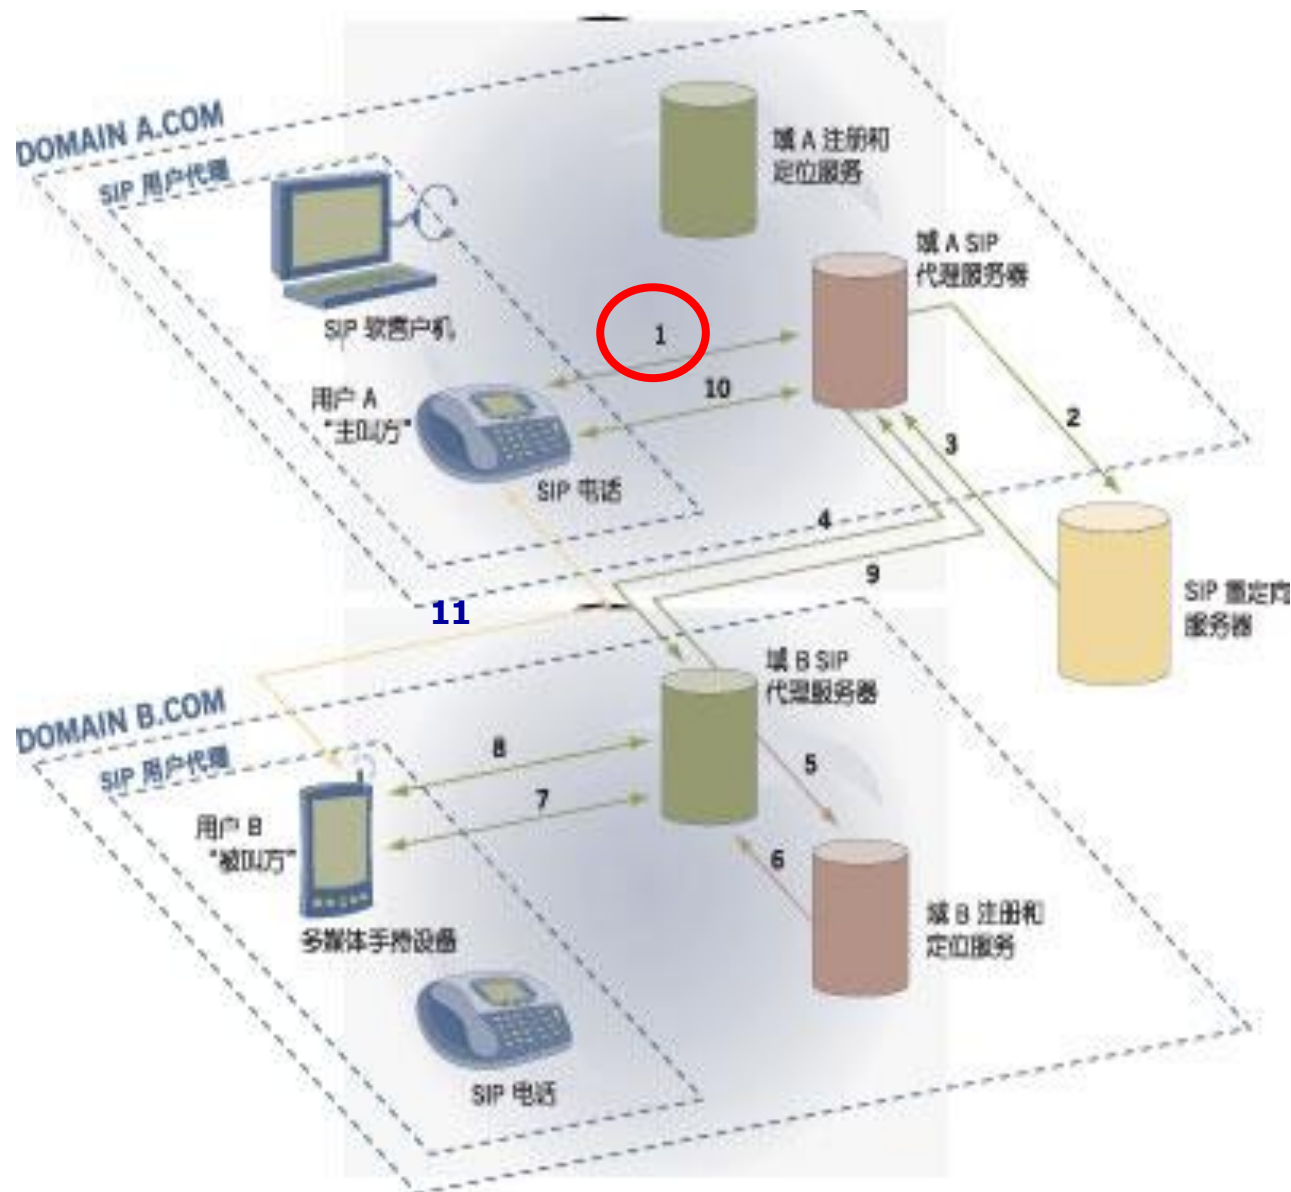 DOMAIN A.COM
SIP 用户代理
域 A 注册和
定位服务
域 A SIP
代理服务器
SIP 软客户机
1
10
2
3
用户 A
“主叫方”
SIP 电话
4
9
SIP 重定向
服务器
11
DOMAIN B.COM
SIP 用户代理
域 B SIP
代理服务器
8
5
7
6
用户 B
“被叫方”
多媒体手持设备
域 B 注册和
定位服务
SIP 电话